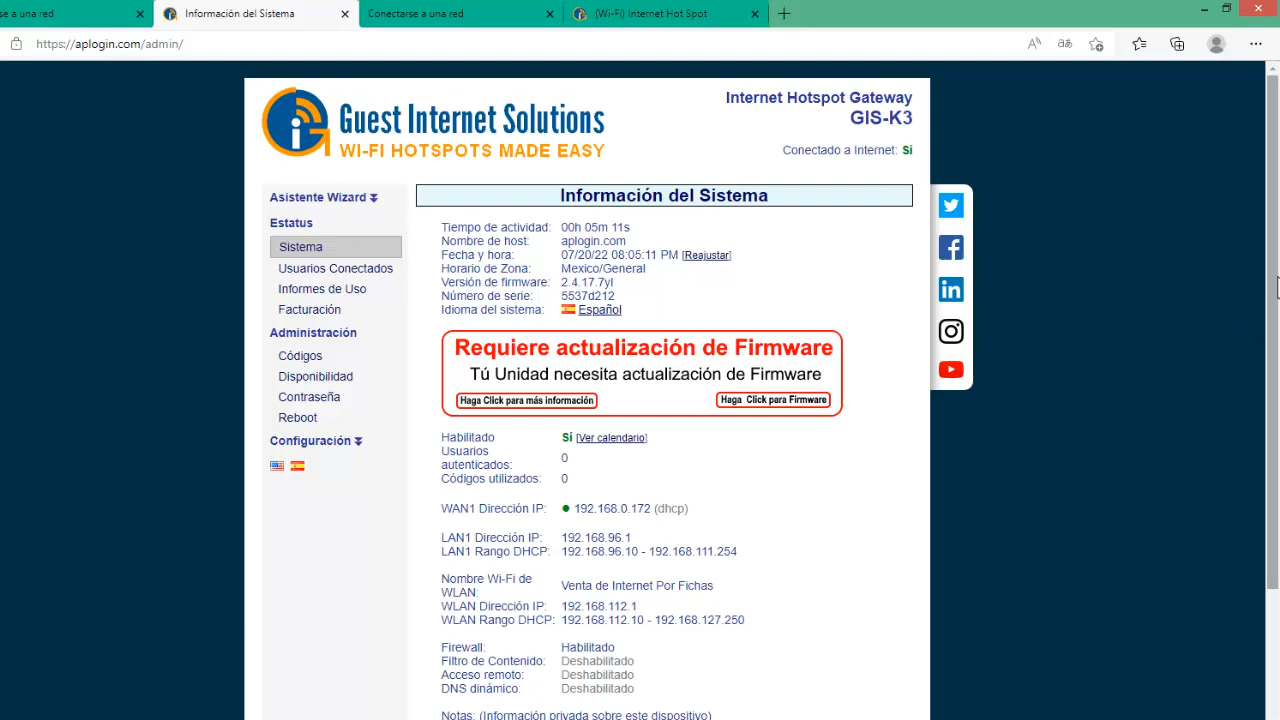 se a una red
Información del Sistema
Conectarse a una red
(Wi-Fi) Internet Hot Spot
https://aplogin.com/admin/
Guest Internet Solutions
WI-FI HOTSPOTS MADE EASY
Internet Hotspot Gateway
GIS-K3
Conectado a Internet: Sí
Asistente Wizard
Estatus
Sistema
Usuarios Conectados
Informes de Uso
Facturación
Administración
Códigos
Disponibilidad
Contraseña
Reboot
Configuración
Información del Sistema
Tiempo de actividad: 00h 05m 11s
Nombre de host: aplogin.com
Fecha y hora: 07/20/22 08:05:11 PM [Reajustar]
Horario de Zona: Mexico/General
Versión de firmware: 2.4.17.7yl
Número de serie: 5537d212
Idioma del sistema: Español
Requiere actualización de Firmware
Tú Unidad necesita actualización de Firmware
Haga Click para más información
Haga Click para Firmware
Habilitado Sí [Ver calendario]
Usuarios
autenticados: 0
Códigos utilizados: 0
WAN1 Dirección IP: 192.168.0.172 (dhcp)
LAN1 Dirección IP: 192.168.96.1
LAN1 Rango DHCP: 192.168.96.10 - 192.168.111.254
Nombre Wi-Fi de
WLAN: Venta de Internet Por Fichas
WLAN Dirección IP: 192.168.112.1
WLAN Rango DHCP: 192.168.112.10 - 192.168.127.250
Firewall: Habilitado
Filtro de Contenido: Deshabilitado
Acceso remoto: Deshabilitado
DNS dinámico: Deshabilitado
Notas: (Información privada sobre este dispositivo)